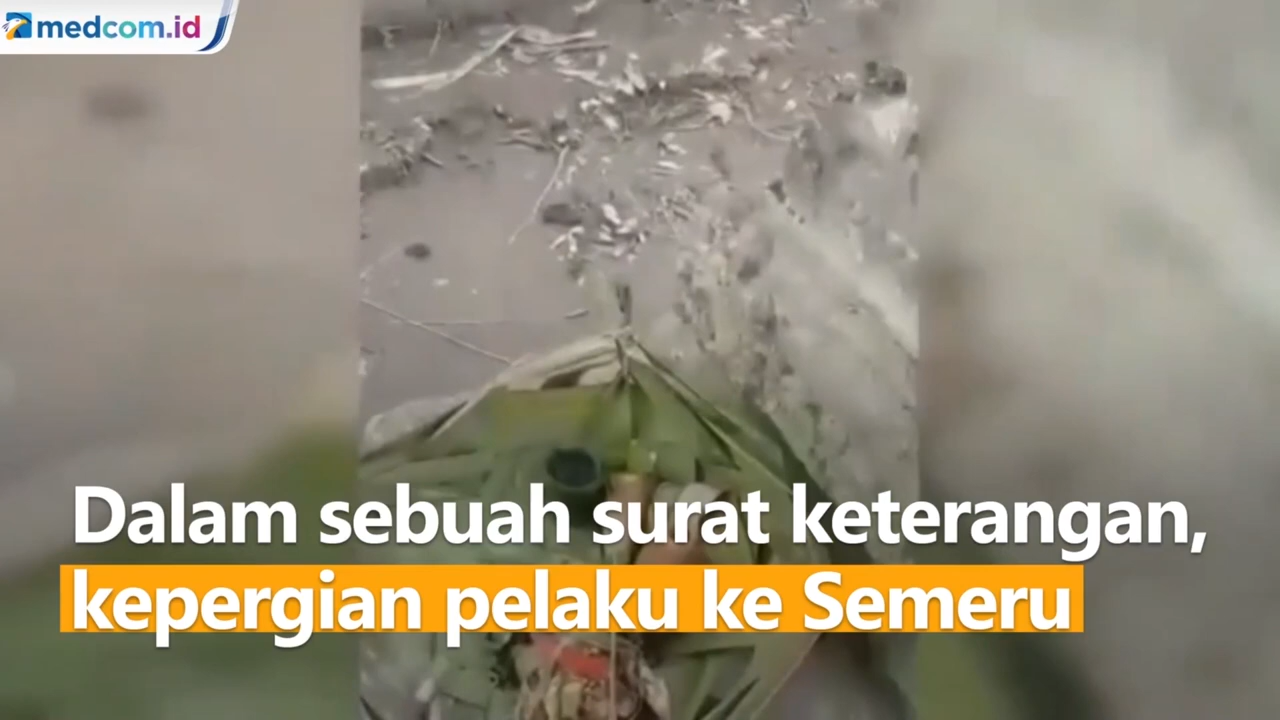 medcom.id
Dalam sebuah surat keterangan,
kepergian pelaku ke Semeru